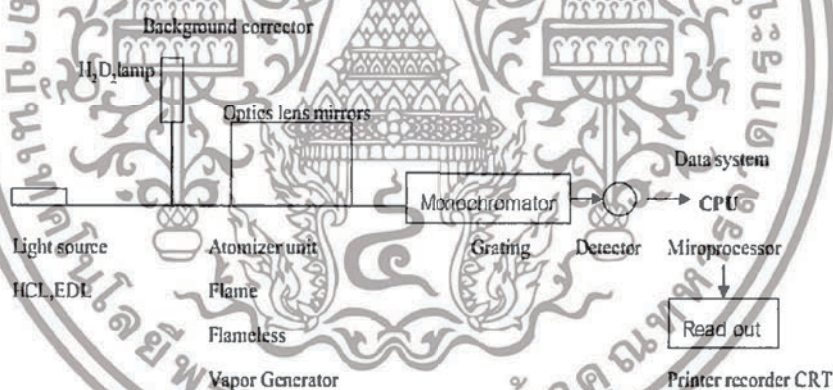 Background corrector
H₂D₂lamp
Optics lens mirrors
Data system
Monochromator
CPU
Light source
Atomizer unit
Grating
Detector
Miroprocessor
HCL,EDL
Flame
Flameless
Read out
Vapor Generator
Printer recorder CRT